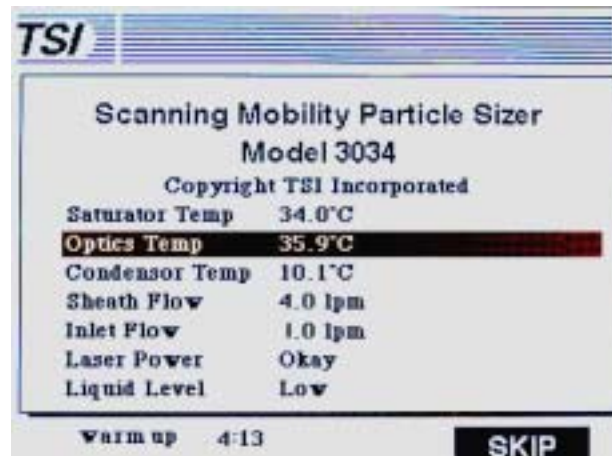 TSI
Scanning Mobility Particle Sizer
Model 3034
Copyright TSI Incorporated
Saturator Temp 34.0°C
Optics Temp 35.9°C
Condensor Temp 10.1°C
Sheath Flow 4.0 lpm
Inlet Flow 1.0 lpm
Laser Power Okay
Liquid Level Low
Warm up 4:13
SKIP